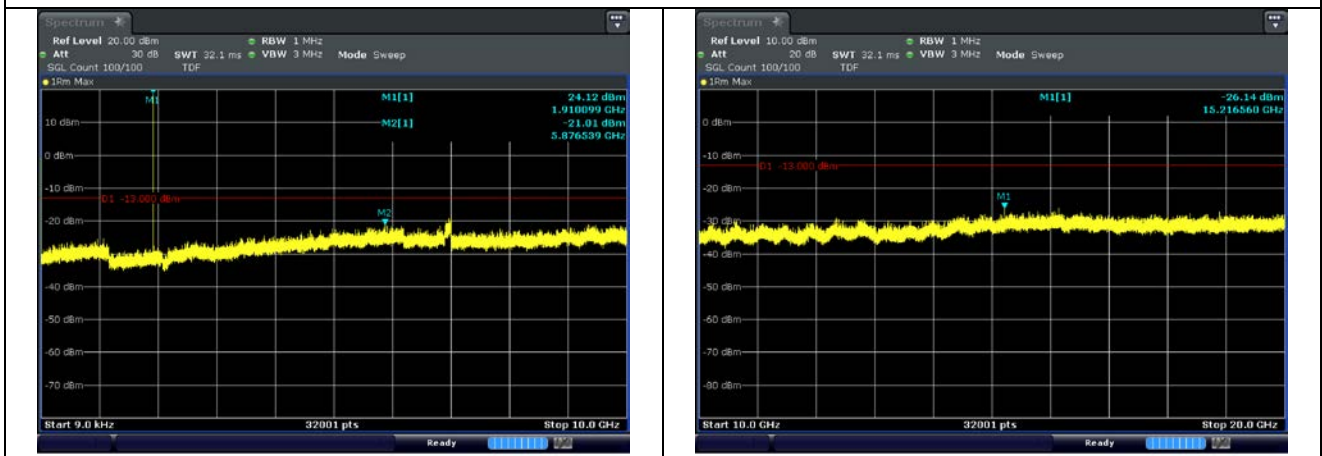 Spectrum
Ref Level 20.00 dBm RBW 1 MHz
Att 30 dB SWT 32.1 ms VBW 3 MHz Mode Sweep
SGL Count 100/100 TDF
1Rm Max
M1 M1[1] 24.12 dBm
1.910099 GHz
10 dBm M2[1] -21.01 dBm
5.876539 GHz
0 dBm
-10 dBm
D1 -13.000 dBm
M2
-20 dBm
-30 dBm
-40 dBm
-50 dBm
-60 dBm
-70 dBm
Start 9.0 kHz 32001 pts Stop 10.0 GHz
Ready
Spectrum
Ref Level 10.00 dBm RBW 1 MHz
Att 20 dB SWT 32.1 ms VBW 3 MHz Mode Sweep
SGL Count 100/100 TDF
1Rm Max
M1[1] -26.14 dBm
15.216560 GHz
0 dBm
-10 dBm
D1 -13.000 dBm
-20 dBm
M1
-30 dBm
-40 dBm
-50 dBm
-60 dBm
-70 dBm
-80 dBm
Start 10.0 GHz 32001 pts Stop 20.0 GHz
Ready